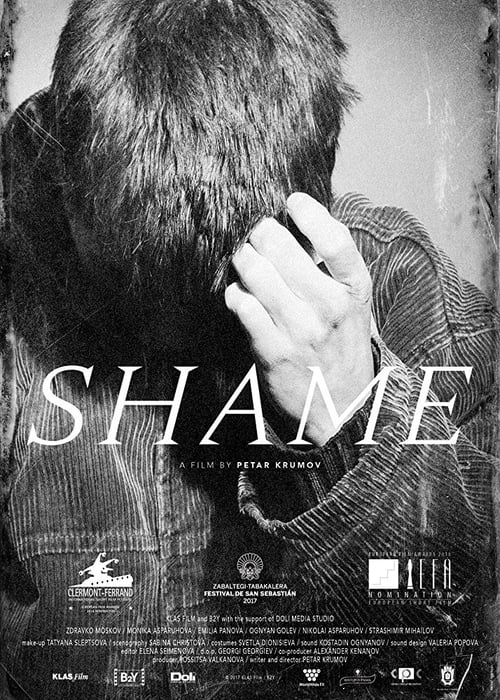 SHAME
A FILM BY PETAR KRUMOV
CLERMONT-FERRAND
ZABALTEGI-TABAKALERA
FESTIVAL DE SAN SEBASTIÁN
2017
EUROPEAN FILM AWARDS 2018
EFA
NOMINATION
EUROPEAN SHORT FILM
KLAS FILM and B2Y with the support of DOLI MEDIA STUDIO
ZDRAVKO MOSKOV / MONIKA ASPARUHOVA / EMILIA PANOVA / OGNYAN GOLEV / NIKOLAI ASPARUHOV / STRASHIMIR MIHAILOV
make-up TATYANA SLEPTSOVA / scenography SABINA CHRISTOVA / costumes SVETLA DIONISIEVA / sound KOSTADIN OGNYANOV / sound design VALERIA POPOVA
editor ELENA SEIMENOVA / d.o.p. GEORGI GEORGIEV / co-producer ALEXANDER KENANOV
producer ROSSITSA VALKANOVA / writer and director PETAR KRUMOV
KLAS Film
B2Y
Doli
© 2017 KLAS Film / B2Y